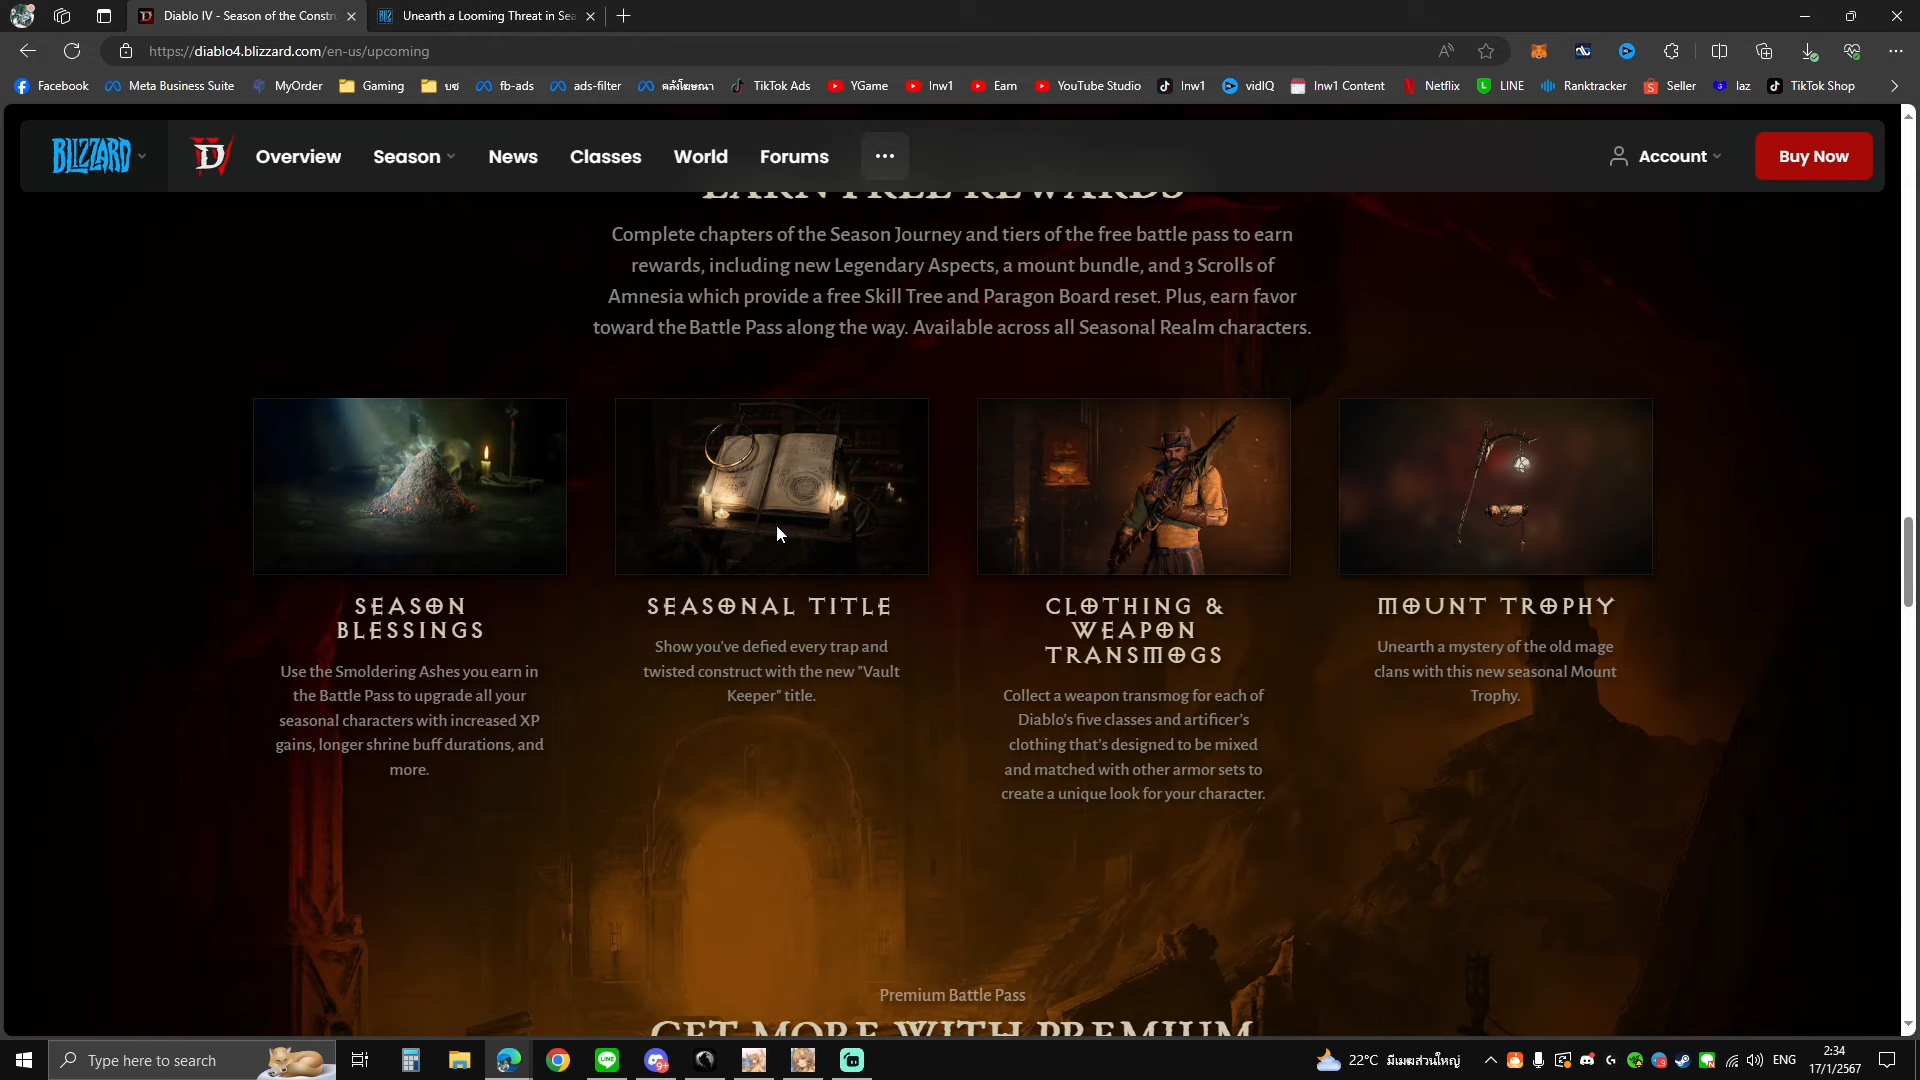 Diablo IV - Season of the Constr
Unearth a Looming Threat in Sea
https://diablo4.blizzard.com/en-us/upcoming
Facebook
Meta Business Suite
MyOrder
Gaming
บช
fb-ads
ads-filter
คลังโฆษณา
TikTok Ads
YGame
lnw1
Earn
YouTube Studio
lnw1
vidIQ
lnw1 Content
Netflix
LINE
Ranktracker
Seller
laz
TikTok Shop
BLIZZARD
Overview
Season
News
Classes
World
Forums
Account
Buy Now
EARN FREE REWARDS
Complete chapters of the Season Journey and tiers of the free battle pass to earn
rewards, including new Legendary Aspects, a mount bundle, and 3 Scrolls of
Amnesia which provide a free Skill Tree and Paragon Board reset. Plus, earn favor
toward the Battle Pass along the way. Available across all Seasonal Realm characters.
SEASON
BLESSINGS
Use the Smoldering Ashes you earn in
the Battle Pass to upgrade all your
seasonal characters with increased XP
gains, longer shrine buff durations, and
more.
SEASONAL TITLE
Show you've defied every trap and
twisted construct with the new "Vault
Keeper" title.
CLOTHING &
WEAPON
TRANSMOGS
Collect a weapon transmog for each of
Diablo's five classes and artificer's
clothing that's designed to be mixed
and matched with other armor sets to
create a unique look for your character.
MOUNT TROPHY
Unearth a mystery of the old mage
clans with this new seasonal Mount
Trophy.
Premium Battle Pass
GET MORE WITH PREMIUM
Type here to search
9+
22°C มีเมฆส่วนใหญ่
ENG
2:34
17/1/2567